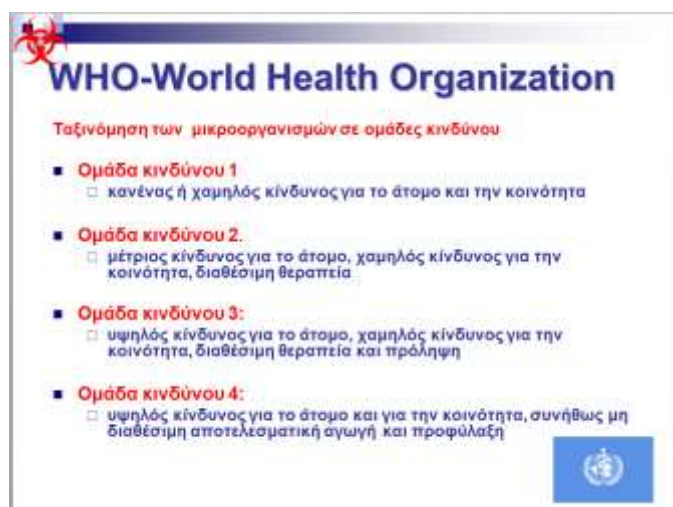 WHO-World Health Organization
Ταξινόμηση των μικροοργανισμών σε ομάδες κινδύνου
Ομάδα κινδύνου 1
κανένας ή χαμηλός κίνδυνος για το άτομο και την κοινότητα
Ομάδα κινδύνου 2.
μέτριος κίνδυνος για το άτομο, χαμηλός κίνδυνος για την
κοινότητα, διαθέσιμη θεραπεία
Ομάδα κινδύνου 3:
υψηλός κίνδυνος για το άτομο, χαμηλός κίνδυνος για την
κοινότητα, διαθέσιμη θεραπεία και πρόληψη
Ομάδα κινδύνου 4:
υψηλός κίνδυνος για το άτομο και για την κοινότητα, συνήθως μη
διαθέσιμη αποτελεσματική αγωγή και προφύλαξη